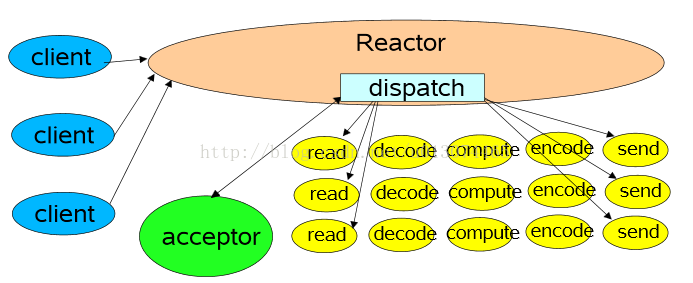 Reactor
client
dispatch
client
read decode compute encode send
read decode compute encode send
client
acceptor
read decode compute encode send